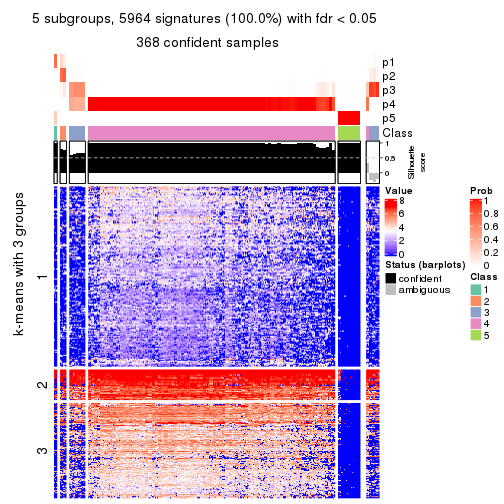 5 subgroups, 5964 signatures (100.0%) with fdr < 0.05
368 confident samples
p1
p2
p3
p4
p5
Class
1
0.5
0
Silhouette
score
k-means with 3 groups
1
2
3
Value
8
6
4
2
0
Status (barplots)
confident
ambiguous
Prob
1
0.8
0.6
0.4
0.2
0
Class
1
2
3
4
5